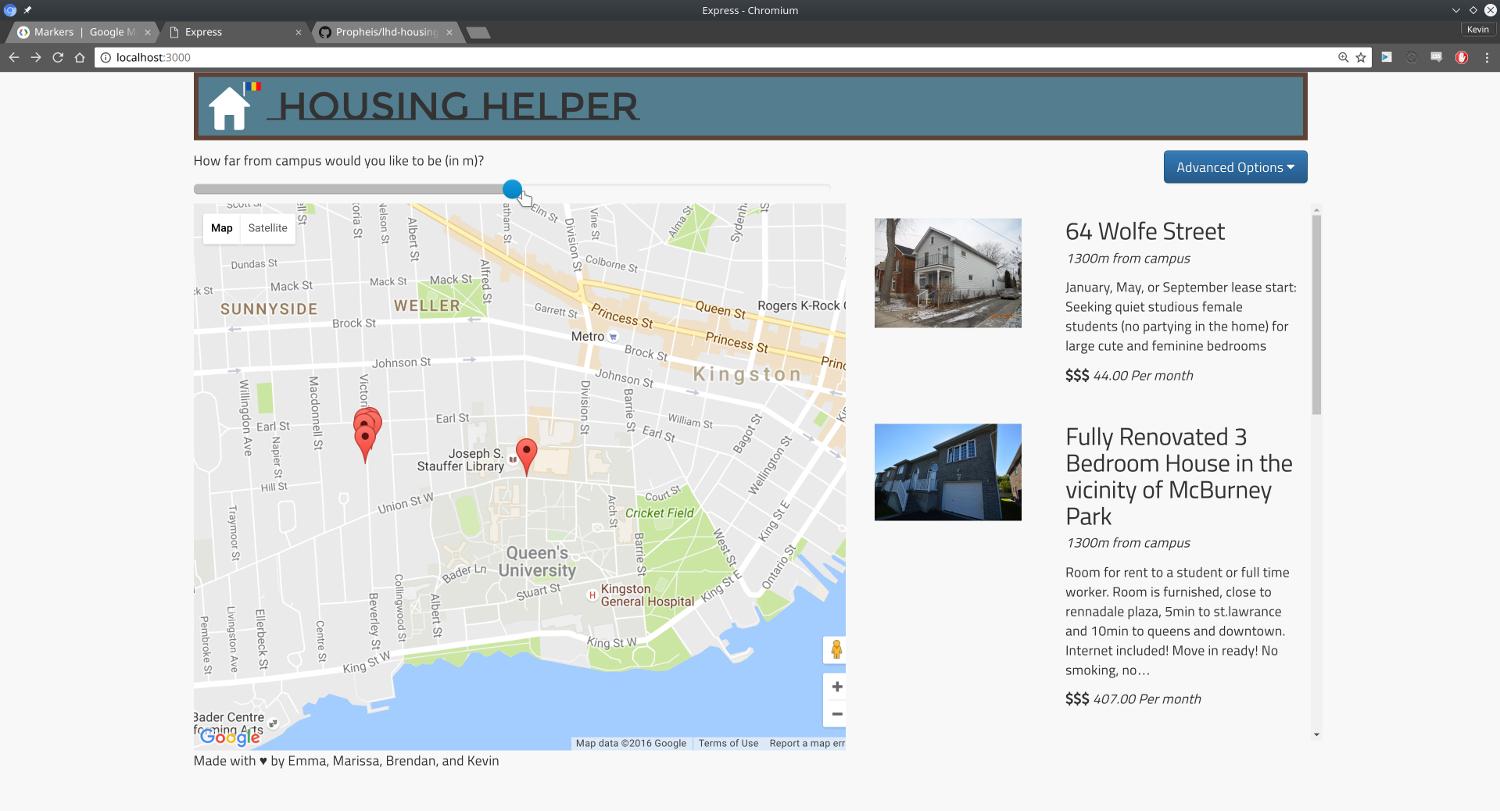 Express - Chromium
Markers | Google M
Express
Propheis/lhd-housing
Kevin
localhost:3000
HOUSING HELPER
How far from campus would you like to be (in m)?
Advanced Options
Map
Satellite
Elm St
Vine St
Alma St
Victoria St
Nelson St
Albert St
Division St
Dundas St
Colborne St
Mack St
Mack St
Mack St
Alfred St
SUNNYSIDE
WELLER
Garrett St
Queen St
Rogers K-Rock
Princess St
Brock St
Metro
Princess St
Brock St
Johnson St
Johnson St
Kingston
Willingdon Ave
Macdonnell St
Division St
Barrie St
William St
Earl St
Earl St
Earl St
Bagot St
Napier St
Joseph S.
Stauffer Library
Wellington St
Hill St
Union St W
Court St
Cricket Field
Arch St
King St E
Traymoor St
Queen's
University
West St
Ontario St
Bader Ln
Stuart St
Barrie St
King St E
Kingston
General Hospital
Collingwood St
Albert St
Beverley St
Livingston Ave
Ellerbeck St
Centre St
Pembroke St
King St W
King St W
Bader Centre
Google
Map data ©2016 Google
Terms of Use
Report a map err
64 Wolfe Street
1300m from campus
January, May, or September lease start:
Seeking quiet studious female
students (no partying in the home) for
large cute and feminine bedrooms
$$$ 44.00 Per month
Fully Renovated 3
Bedroom House in the
vicinity of McBurney
Park
1300m from campus
Room for rent to a student or full time
worker. Room is furnished, close to
rennadale plaza, 5min to st.lawrance
and 10min to queens and downtown.
Internet included! Move in ready! No
smoking, no…
$$$ 407.00 Per month
Made with ♥ by Emma, Marissa, Brendan, and Kevin